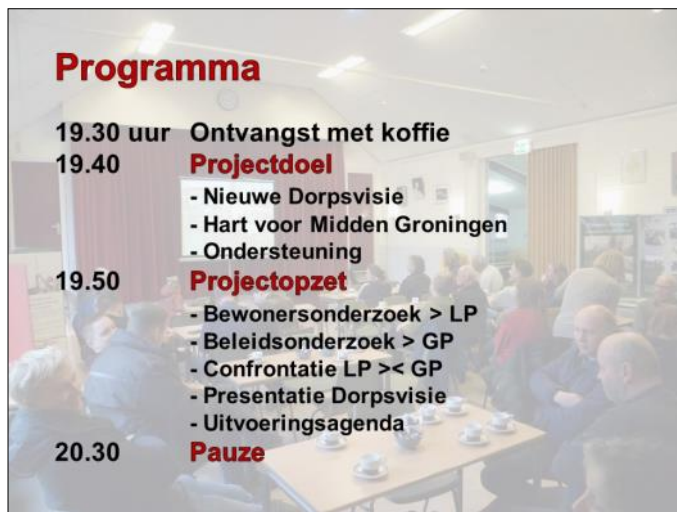 Programma
19.30 uur Ontvangst met koffie
19.40 Projectdoel
- Nieuwe Dorpsvisie
- Hart voor Midden Groningen
- Ondersteuning
19.50 Projectopzet
- Bewonersonderzoek > LP
- Beleidsonderzoek > GP
- Confrontatie LP >< GP
- Presentatie Dorpsvisie
- Uitvoeringsagenda
20.30 Pauze